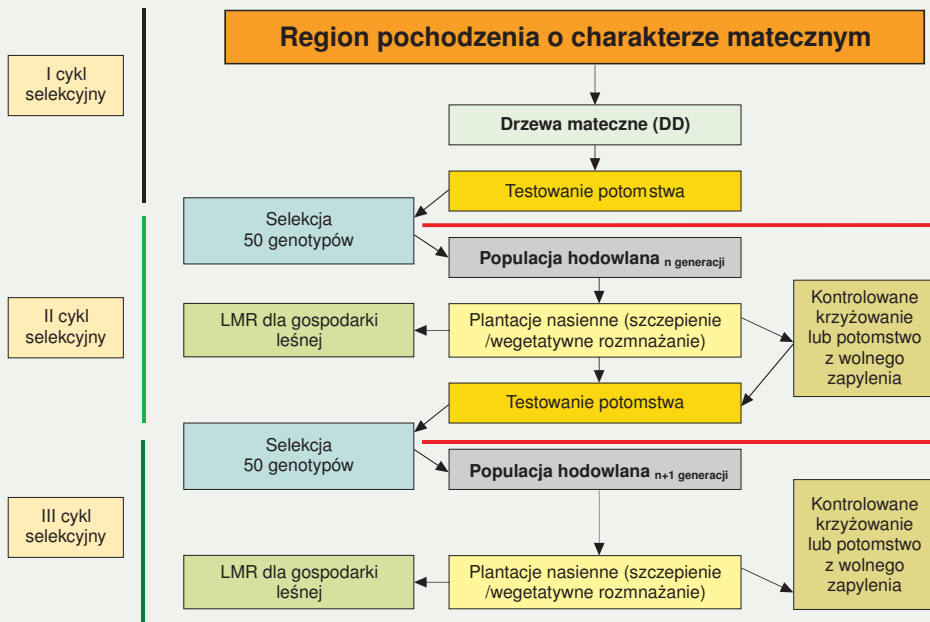 Region pochodzenia o charakterze matecznym
I cykl
selekcyjny
Drzewa mateczne (DD)
Testowanie potomstwa
Selekcja
50 genotypów
Populacja hodowlana n generacji
II cykl
selekcyjny
LMR dla gospodarki
leśnej
Plantacje nasienne (szczepienie
/wegetatywne rozmnażanie)
Kontrolowane
krzyżowanie
lub potomstwo
z wolnego
zapylenia
Testowanie potomstwa
Selekcja
50 genotypów
Populacja hodowlana n+1 generacji
III cykl
selekcyjny
LMR dla gospodarki
leśnej
Plantacje nasienne (szczepienie
/wegetatywne rozmnażanie)
Kontrolowane
krzyżowanie
lub potomstwo
z wolnego
zapylenia